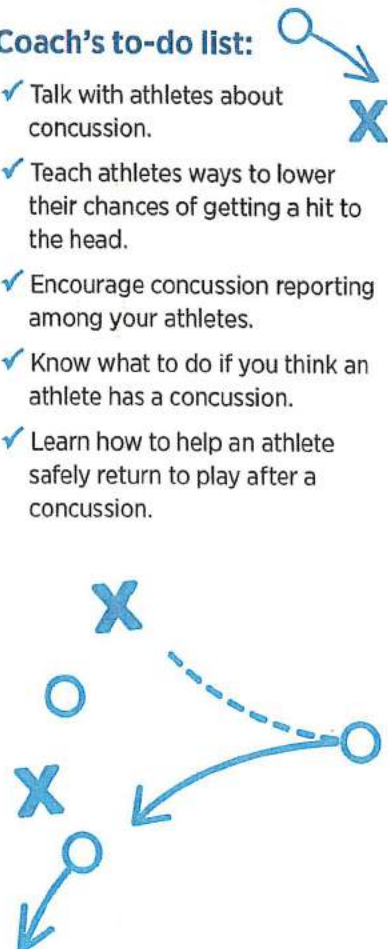 Coach's to-do list:
✓ Talk with athletes about
concussion.
✓ Teach athletes ways to lower
their chances of getting a hit to
the head.
✓ Encourage concussion reporting
among your athletes.
✓ Know what to do if you think an
athlete has a concussion.
✓ Learn how to help an athlete
safely return to play after a
concussion.